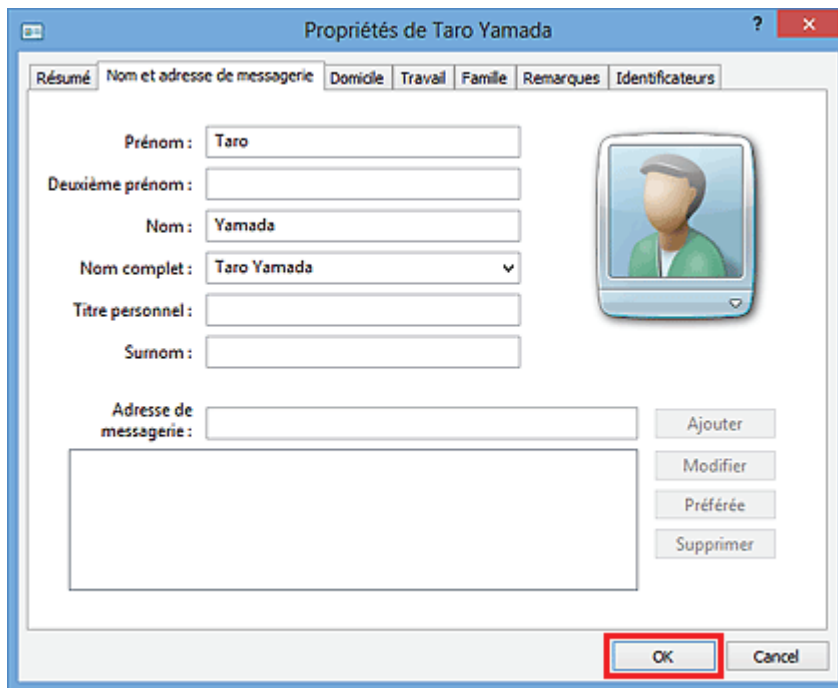 Propriétés de Taro Yamada ?
Résumé Nom et adresse de messagerie Domicile Travail Famille Remarques Identificateurs
Prénom : Taro
Deuxième prénom :
Nom : Yamada
Nom complet : Taro Yamada
Titre personnel :
Surnom :
Adresse de
messagerie :
Ajouter
Modifier
Préférée
Supprimer
OK Cancel